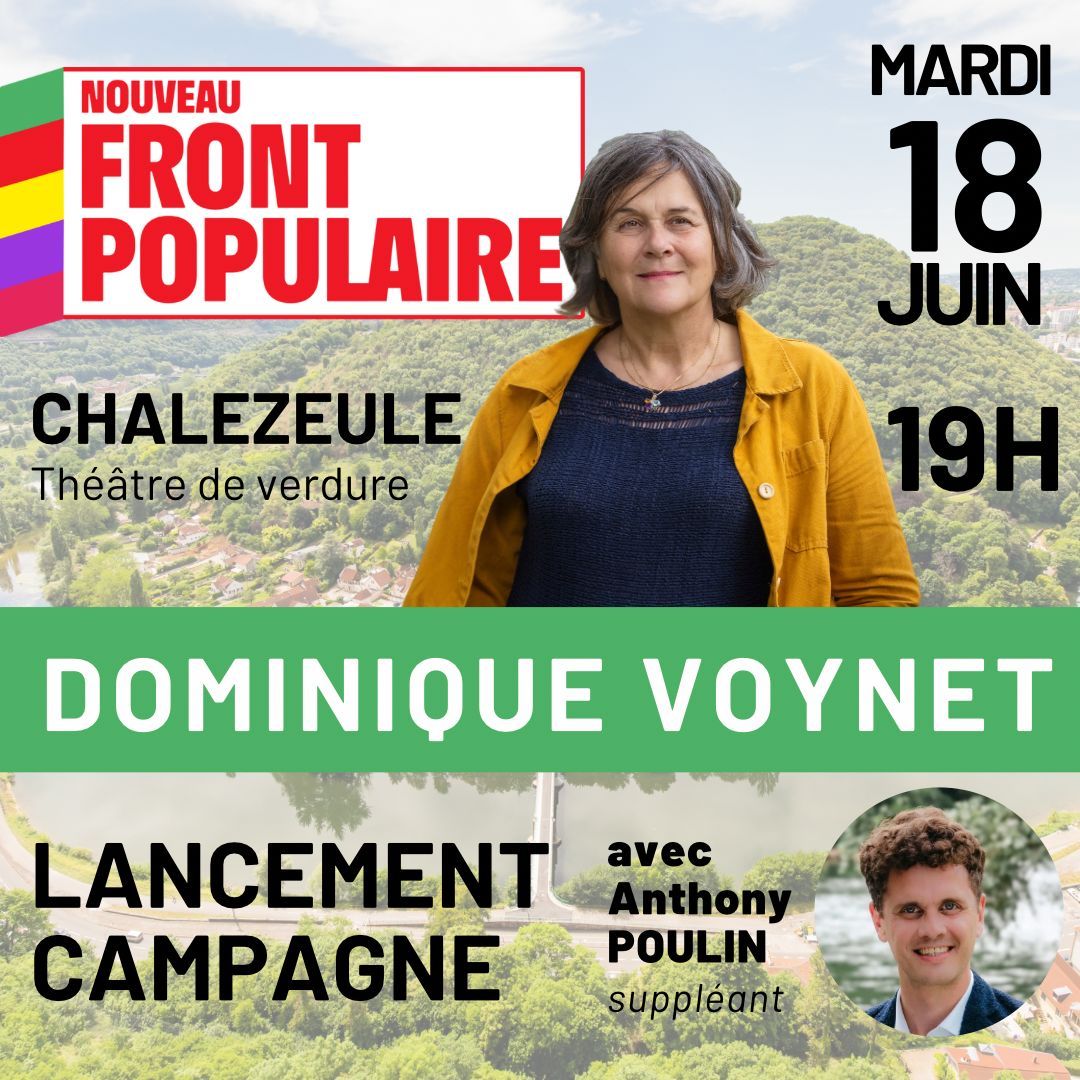 NOUVEAU
FRONT
POPULAIRE
MARDI
18
JUIN
19H
CHALEZEULE
Théâtre de verdure
DOMINIQUE VOYNET
LANCEMENT
CAMPAGNE
avec
Anthony
POULIN
suppléant